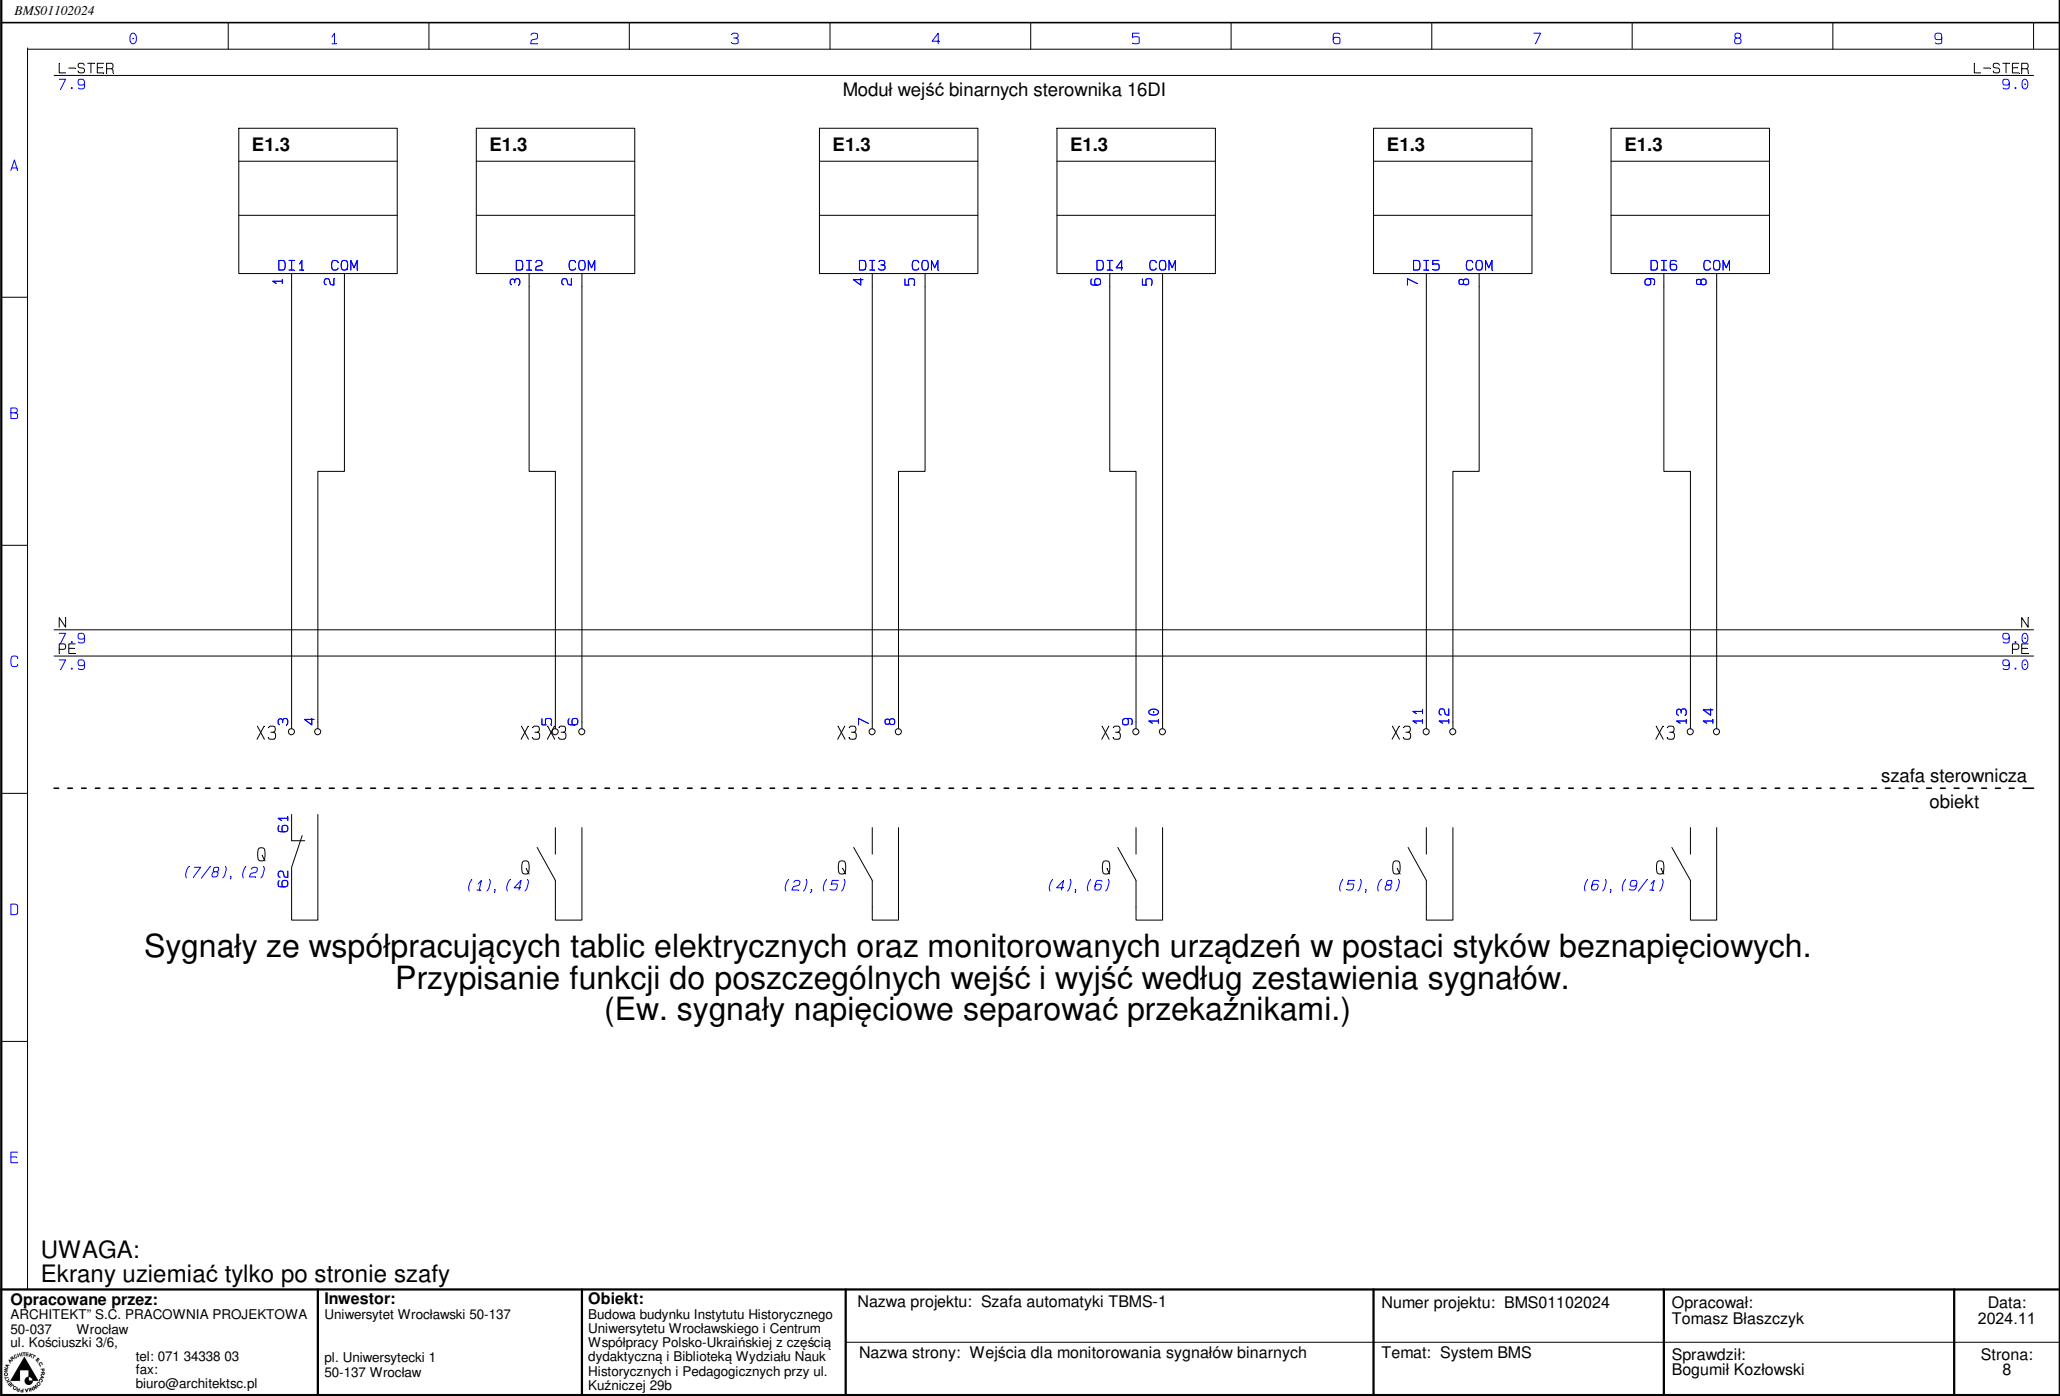 BMS01102024
0 1 2 3 4 5 6 7 8 9
L-STER L-STER
7.9 9.0
Moduł wejść binarnych sterownika 16DI
A
E1.3 E1.3 E1.3 E1.3 E1.3 E1.3
DI1 COM DI2 COM DI3 COM DI4 COM DI5 COM DI6 COM
1 2 3 2 4 5 6 5 7 8 9 8
B
N N
7.9 9.0
PE PE
7.9 9.0
C
X3 3 4 X3 5 X3 6 X3 7 8 X3 9 10 X3 11 12 X3 13 14
szafa sterownicza
obiekt
61
Q Q Q Q Q Q
(7/8), (2) (1), (4) (2), (5) (4), (6) (5), (8) (6), (9/1)
62
D
Sygnały ze współpracujących tablic elektrycznych oraz monitorowanych urządzeń w postaci styków beznapięciowych.
Przypisanie funkcji do poszczególnych wejść i wyjść według zestawienia sygnałów.
(Ew. sygnały napięciowe separować przekaźnikami.)
E
UWAGA:
Ekrany uziemiać tylko po stronie szafy
Opracowane przez:
ARCHITEKT" S.C. PRACOWNIA PROJEKTOWA
50-037 Wrocław
ul. Kościuszki 3/6,
tel: 071 34338 03
fax:
biuro@architektsc.pl
Inwestor:
Uniwersytet Wrocławski 50-137
pl. Uniwersytecki 1
50-137 Wrocław
Obiekt:
Budowa budynku Instytutu Historycznego
Uniwersytetu Wrocławskiego i Centrum
Współpracy Polsko-Ukraińskiej z częścią
dydaktyczną i Biblioteką Wydziału Nauk
Historycznych i Pedagogicznych przy ul.
Kuźniczej 29b
Nazwa projektu: Szafa automatyki TBMS-1
Nazwa strony: Wejścia dla monitorowania sygnałów binarnych
Numer projektu: BMS01102024
Temat: System BMS
Opracował:
Tomasz Błaszczyk
Sprawdził:
Bogumił Kozłowski
Data:
2024.11
Strona:
8